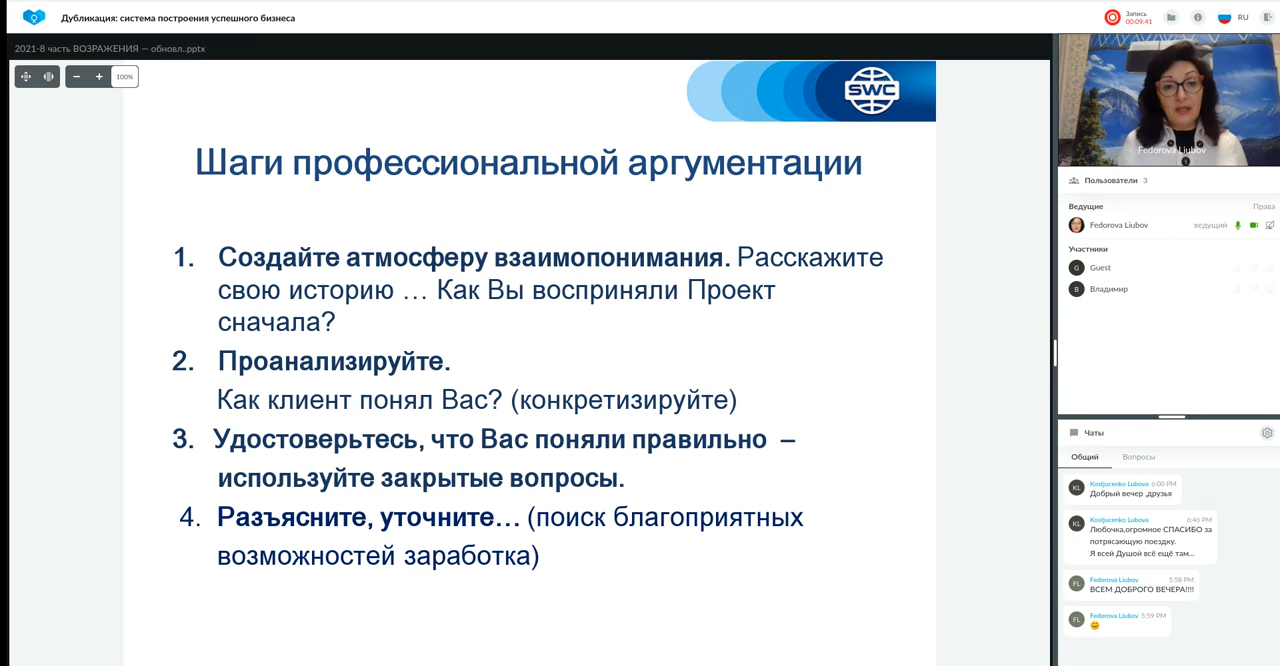 Дубликация: система построения успешного бизнеса
Запись
00:09:41
RU
2021-8 часть ВОЗРАЖЕНИЯ — обновл..pptx
100%
SWC
Шаги профессиональной аргументации
1. Создайте атмосферу взаимопонимания. Расскажите
свою историю … Как Вы восприняли Проект
сначала?
2. Проанализируйте.
Как клиент понял Вас? (конкретизируйте)
3. Удостоверьтесь, что Вас поняли правильно –
используйте закрытые вопросы.
4. Разъясните, уточните… (поиск благоприятных
возможностей заработка)
Fedorova Liubov
Пользователи 3
Ведущие Права
Fedorova Liubov ведущий
Участники
G Guest
В Владимир
Чаты
Общий Вопросы
KL Kostjucenko Lubova 6:00 PM
Добрый вечер ,друзья
KL Kostjucenko Lubova 6:46 PM
Любочка,огромное СПАСИБО за
потрясающую поездку.
Я всей Душой всё ещё там...
FL Fedorova Liubov 5:58 PM
ВСЕМ ДОБРОГО ВЕЧЕРА!!!!
FL Fedorova Liubov 5:59 PM